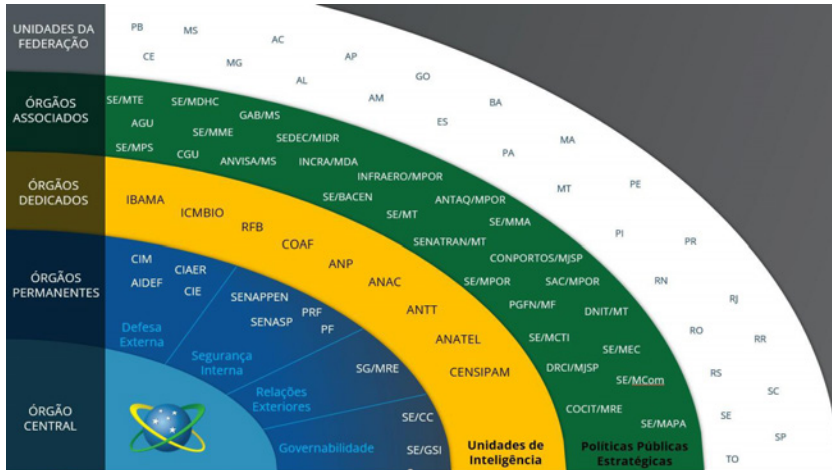 UNIDADES DA
FEDERAÇÃO
PB
MS
AC
CE
MG
AP
AL
GO
AM
BA
ES
MA
PA
PE
MT
PI
PR
RN
RJ
RO
RR
RS
SC
SE
SP
TO
ÓRGÃOS
ASSOCIADOS
SE/MTE
SE/MDHC
GAB/MS
AGU
SE/MME
SEDEC/MIDR
SE/MPS
CGU
ANVISA/MS
INCRA/MDA
INFRAERO/MPOR
SE/BACEN
ANTAQ/MPOR
SE/MT
SE/MMA
SENATRAN/MT
CONPORTOS/MJSP
SE/MPOR
SAC/MPOR
PGFN/MF
DNIT/MT
SE/MCTI
SE/MEC
DRCI/MJSP
SE/MCom
COCIT/MRE
SE/MAPA
Políticas Públicas
Estratégicas
ÓRGÃOS
DEDICADOS
IBAMA
ICMBIO
RFB
COAF
ANP
ANAC
ANTT
ANATEL
CENSIPAM
Unidades de
Inteligência
ÓRGÃOS
PERMANENTES
CIM
CIAER
AIDEF
CIE
Defesa
Externa
SENAPPEN
PRF
SENASP
PF
Segurança
Interna
SG/MRE
Relações
Exteriores
SE/CC
SE/GSI
Governabilidade
ÓRGÃO
CENTRAL